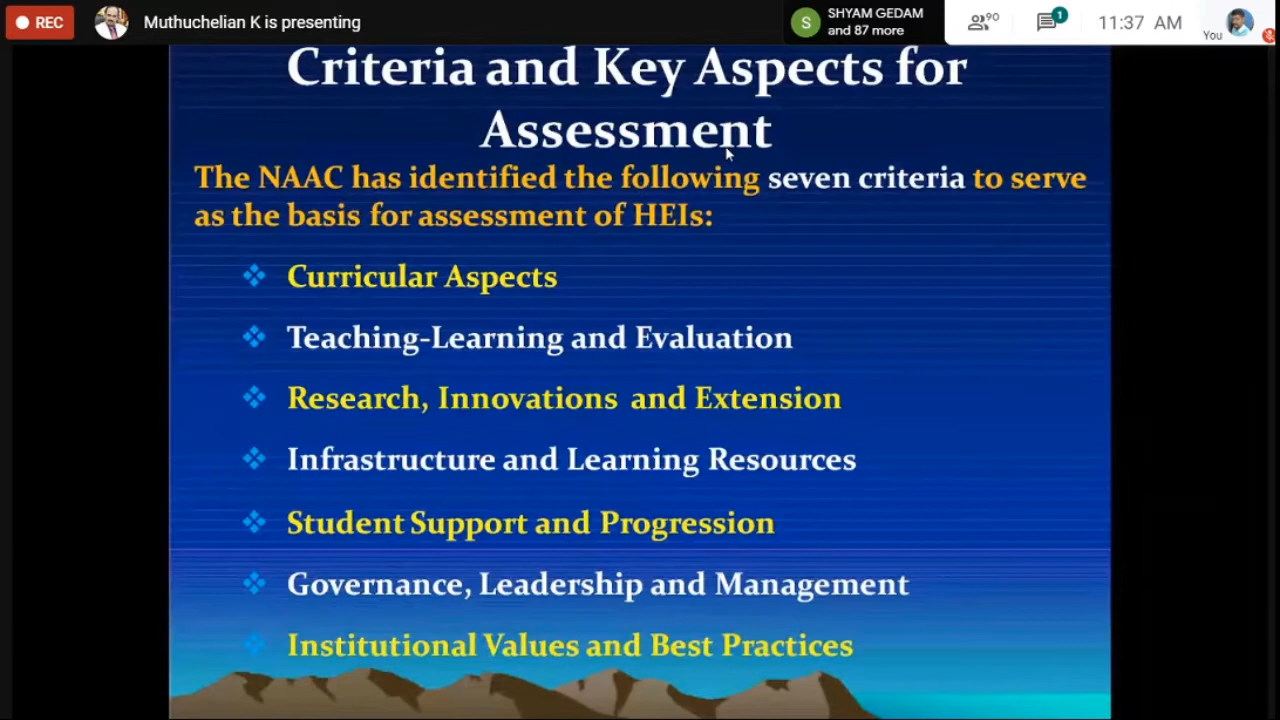 REC
Muthuchelian K is presenting
S
SHYAM GEDAM
and 87 more
90
1
11:37 AM
You
Criteria and Key Aspects for
Assessment
The NAAC has identified the following seven criteria to serve
as the basis for assessment of HEIs:
Curricular Aspects
Teaching-Learning and Evaluation
Research, Innovations and Extension
Infrastructure and Learning Resources
Student Support and Progression
Governance, Leadership and Management
Institutional Values and Best Practices